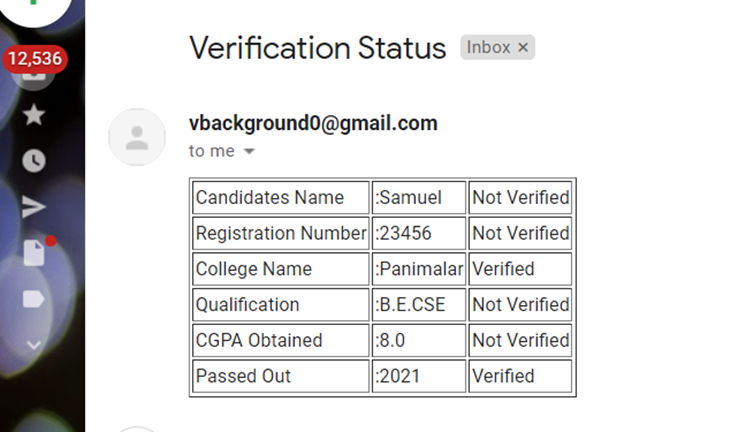 Verification Status Inbox ×
12,536
vbackground0@gmail.com
to me
Candidates Name :Samuel Not Verified
Registration Number :23456 Not Verified
College Name :Panimalar Verified
Qualification :B.E.CSE Not Verified
CGPA Obtained :8.0 Not Verified
Passed Out :2021 Verified